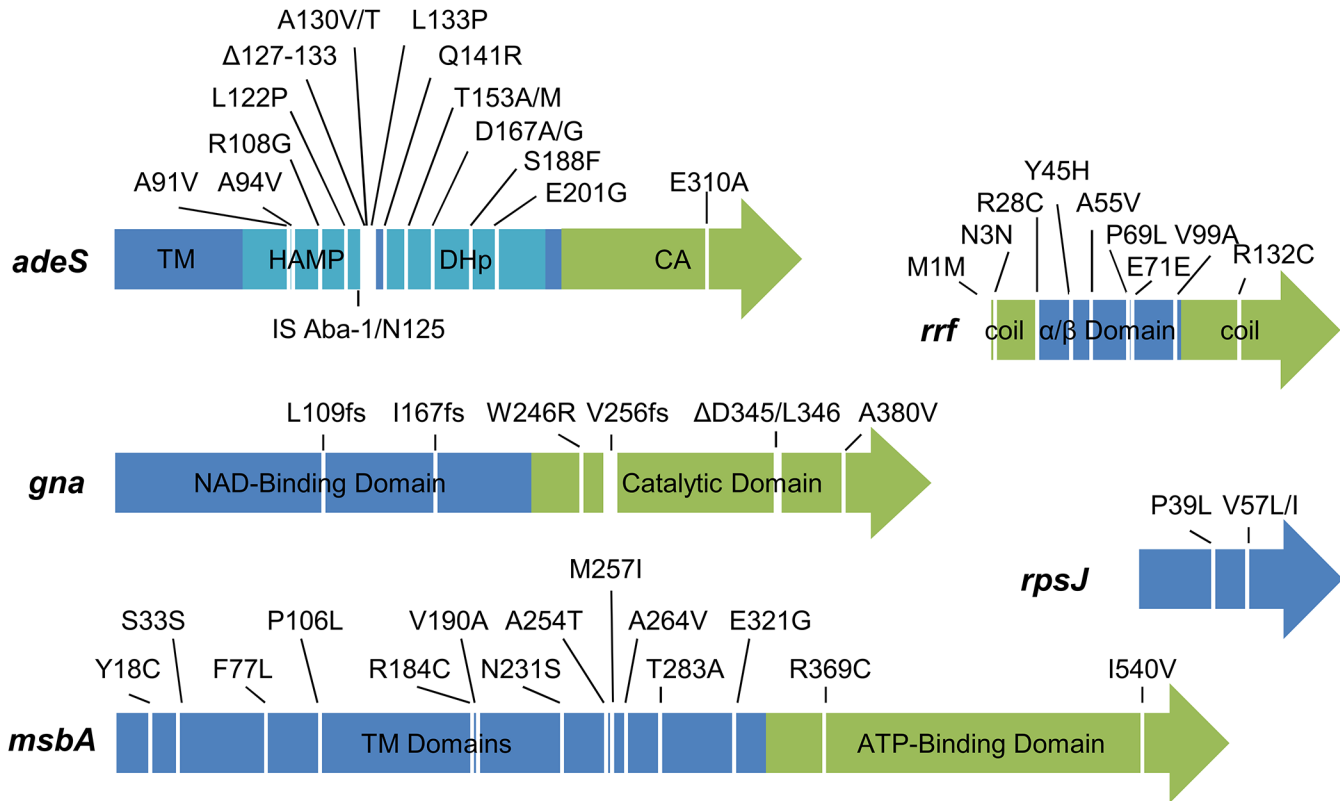 A130V/T L133P
Δ127-133 Q141R
L122P T153A/M
R108G D167A/G
A91V A94V S188F
E201G E310A
adeS TM HAMP DHp CA
IS Aba-1/N125
Y45H
R28C A55V
N3N P69L V99A
M1M E71E R132C
rrf coil α/β Domain coil
L109fs I167fs W246R V256fs ΔD345/L346 A380V
gna NAD-Binding Domain Catalytic Domain
P39L V57L/I
rpsJ
M257I
S33S P106L V190A A254T A264V E321G
Y18C F77L R184C N231S T283A R369C I540V
msbA TM Domains ATP-Binding Domain